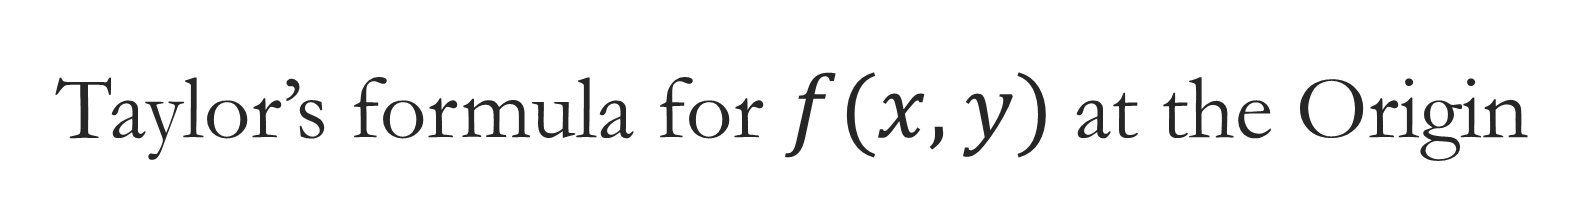 Taylor’s formula for f(x, y) at the Origin